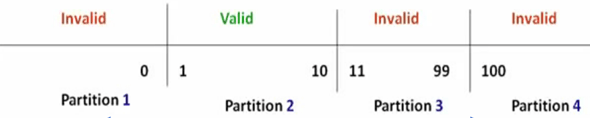 Invalid Valid Invalid Invalid
0 1 10 11 99 100
Partition 1 Partition 2 Partition 3 Partition 4